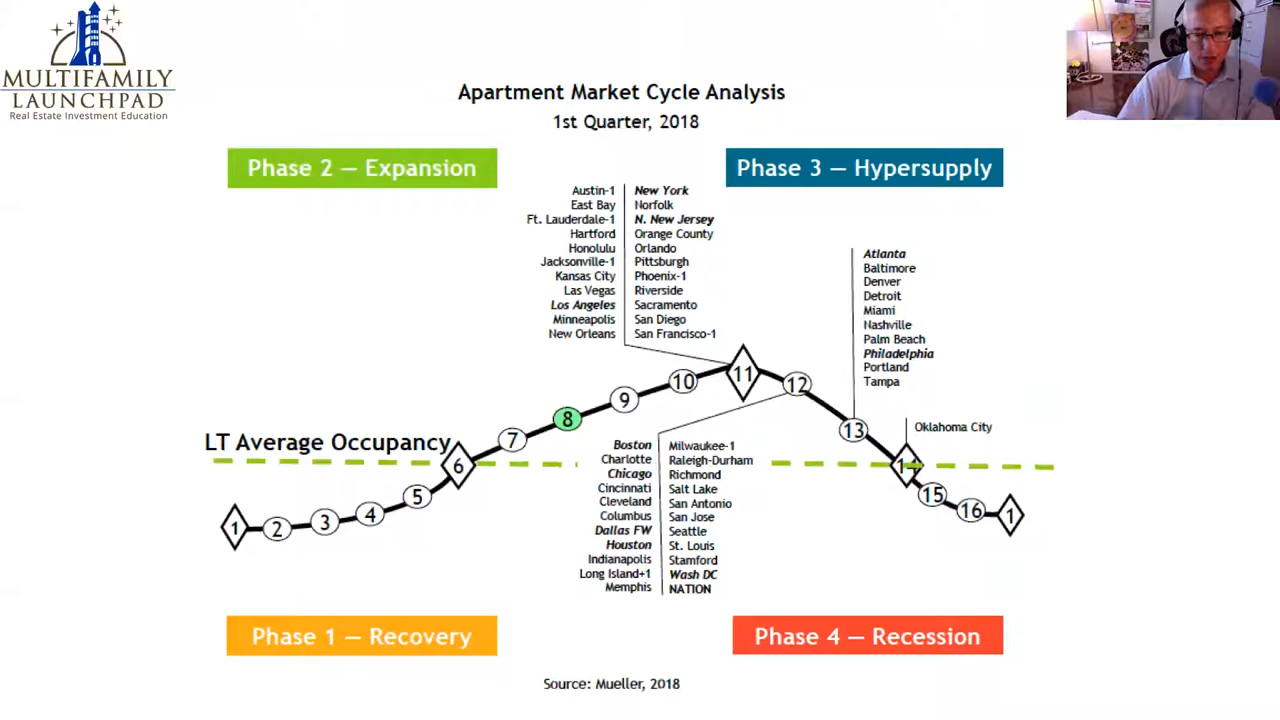 MULTIFAMILY
LAUNCHPAD
Real Estate Investment Education
Apartment Market Cycle Analysis
1st Quarter, 2018
Phase 2 — Expansion
Phase 3 — Hypersupply
Austin-1
East Bay
Ft. Lauderdale-1
Hartford
Honolulu
Jacksonville-1
Kansas City
Las Vegas
Los Angeles
Minneapolis
New Orleans
New York
Norfolk
N. New Jersey
Orange County
Orlando
Pittsburgh
Phoenix-1
Riverside
Sacramento
San Diego
San Francisco-1
Atlanta
Baltimore
Denver
Detroit
Miami
Nashville
Palm Beach
Philadelphia
Portland
Tampa
Oklahoma City
LT Average Occupancy
1
2
3
4
5
6
7
8
9
10
11
12
13
14
15
16
1
Boston
Charlotte
Chicago
Cincinnati
Cleveland
Columbus
Dallas FW
Houston
Indianapolis
Long Island+1
Memphis
Milwaukee-1
Raleigh-Durham
Richmond
Salt Lake
San Antonio
San Jose
Seattle
St. Louis
Stamford
Wash DC
NATION
Phase 1 — Recovery
Phase 4 — Recession
Source: Mueller, 2018